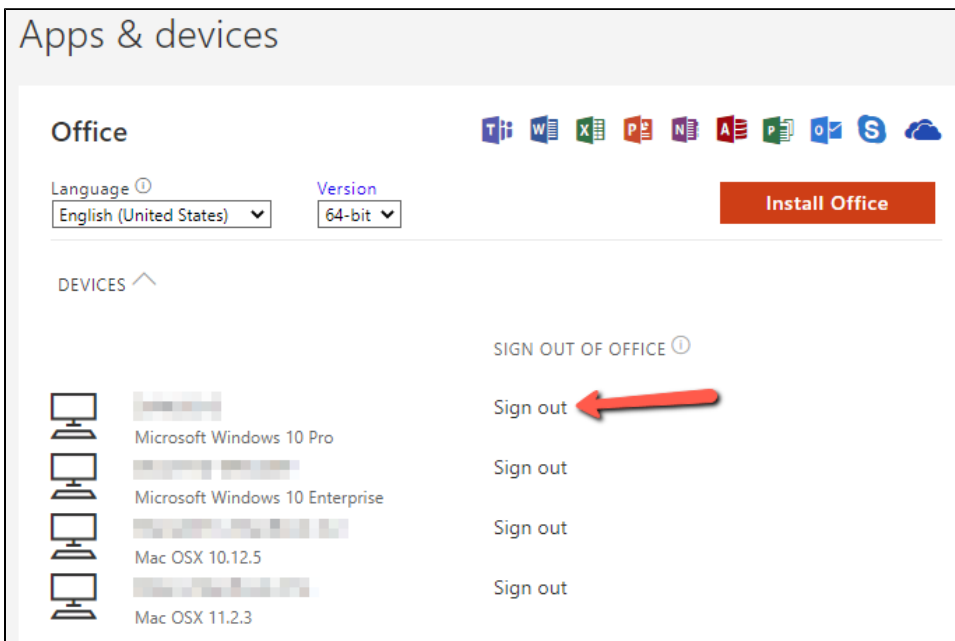 Apps & devices
Office
Language
Version
English (United States)
64-bit
Install Office
DEVICES
SIGN OUT OF OFFICE
Sign out
Microsoft Windows 10 Pro
Sign out
Microsoft Windows 10 Enterprise
Sign out
Mac OSX 10.12.5
Sign out
Mac OSX 11.2.3